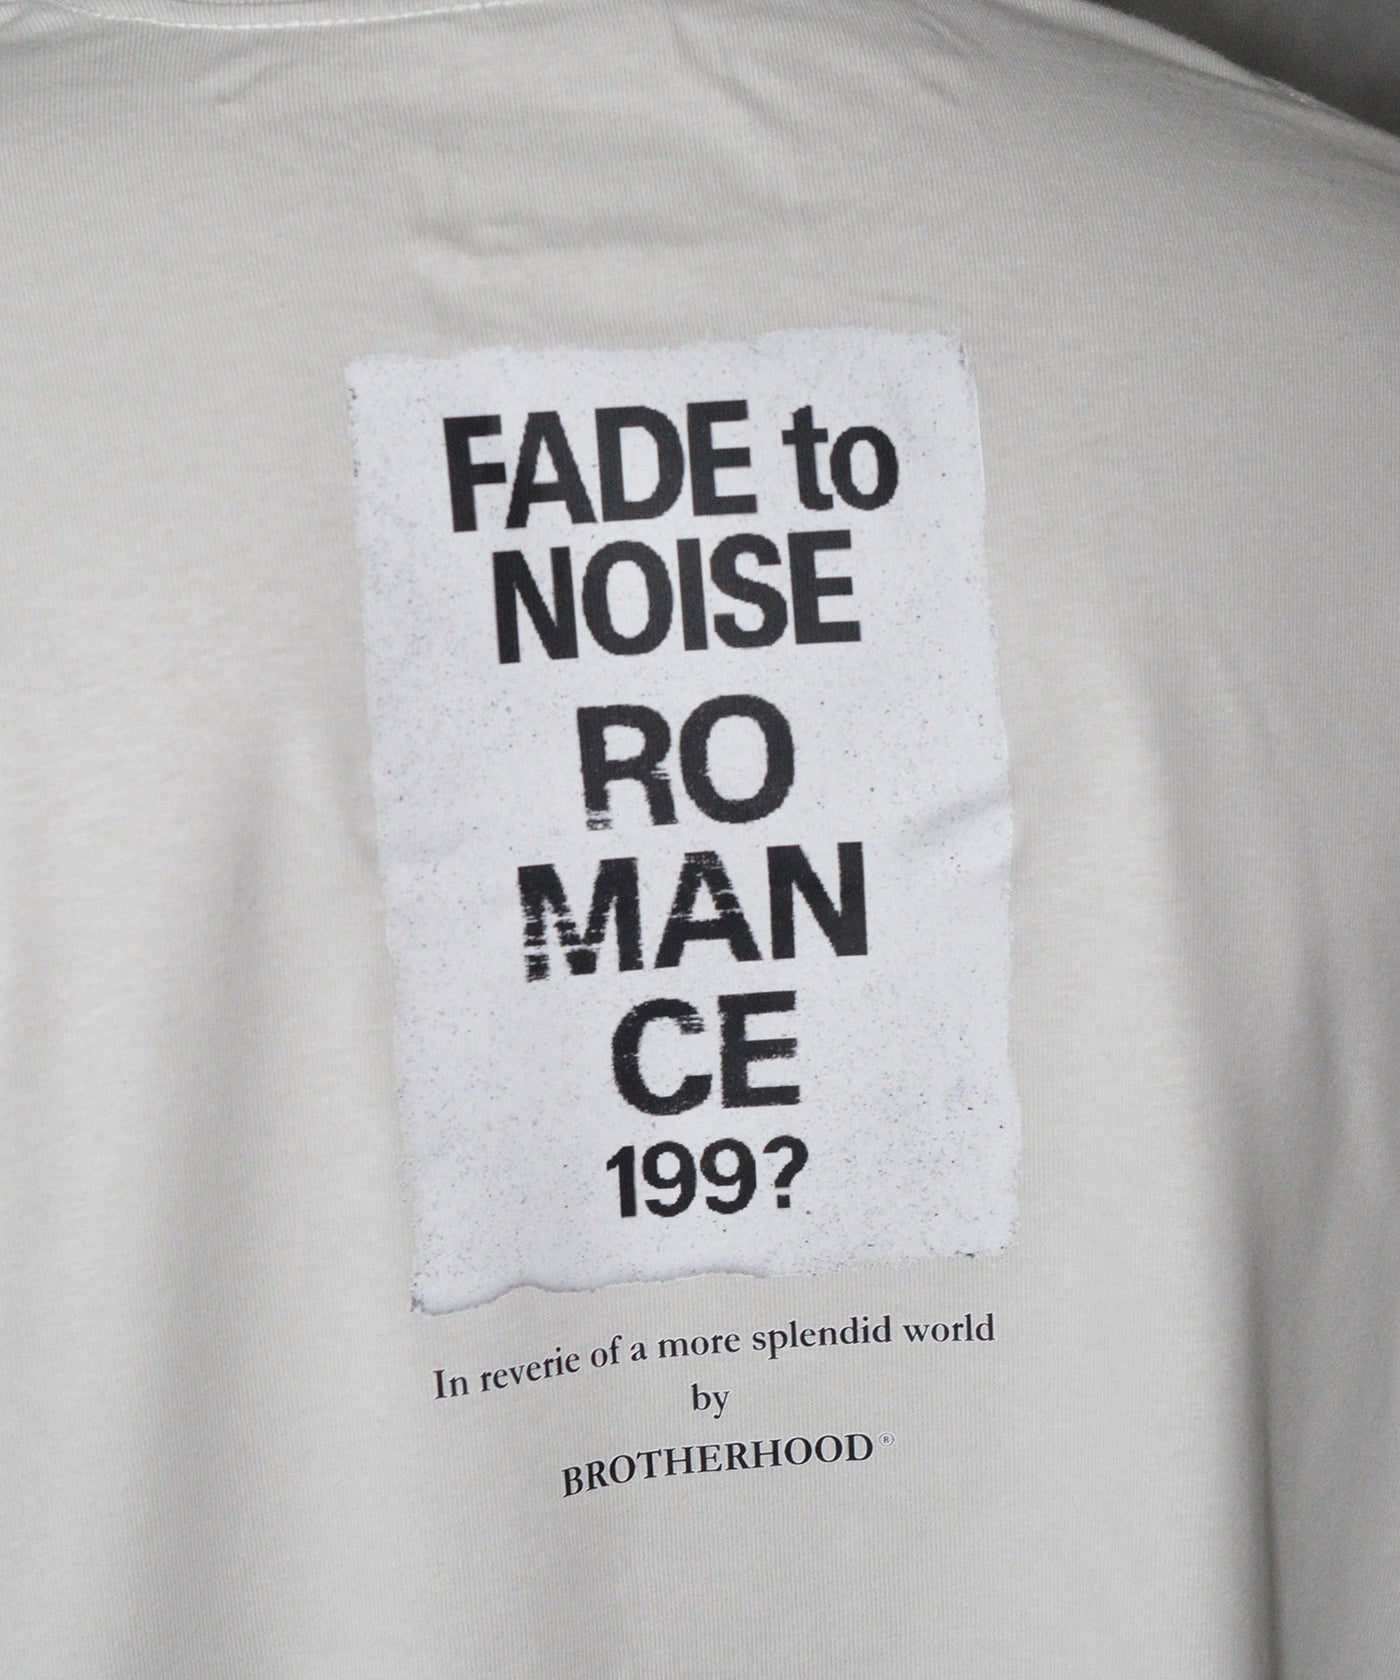 FADE to
NOISE
RO
MAN
CE
199?
In reverie of a more splendid world
by
BROTHERHOOD®